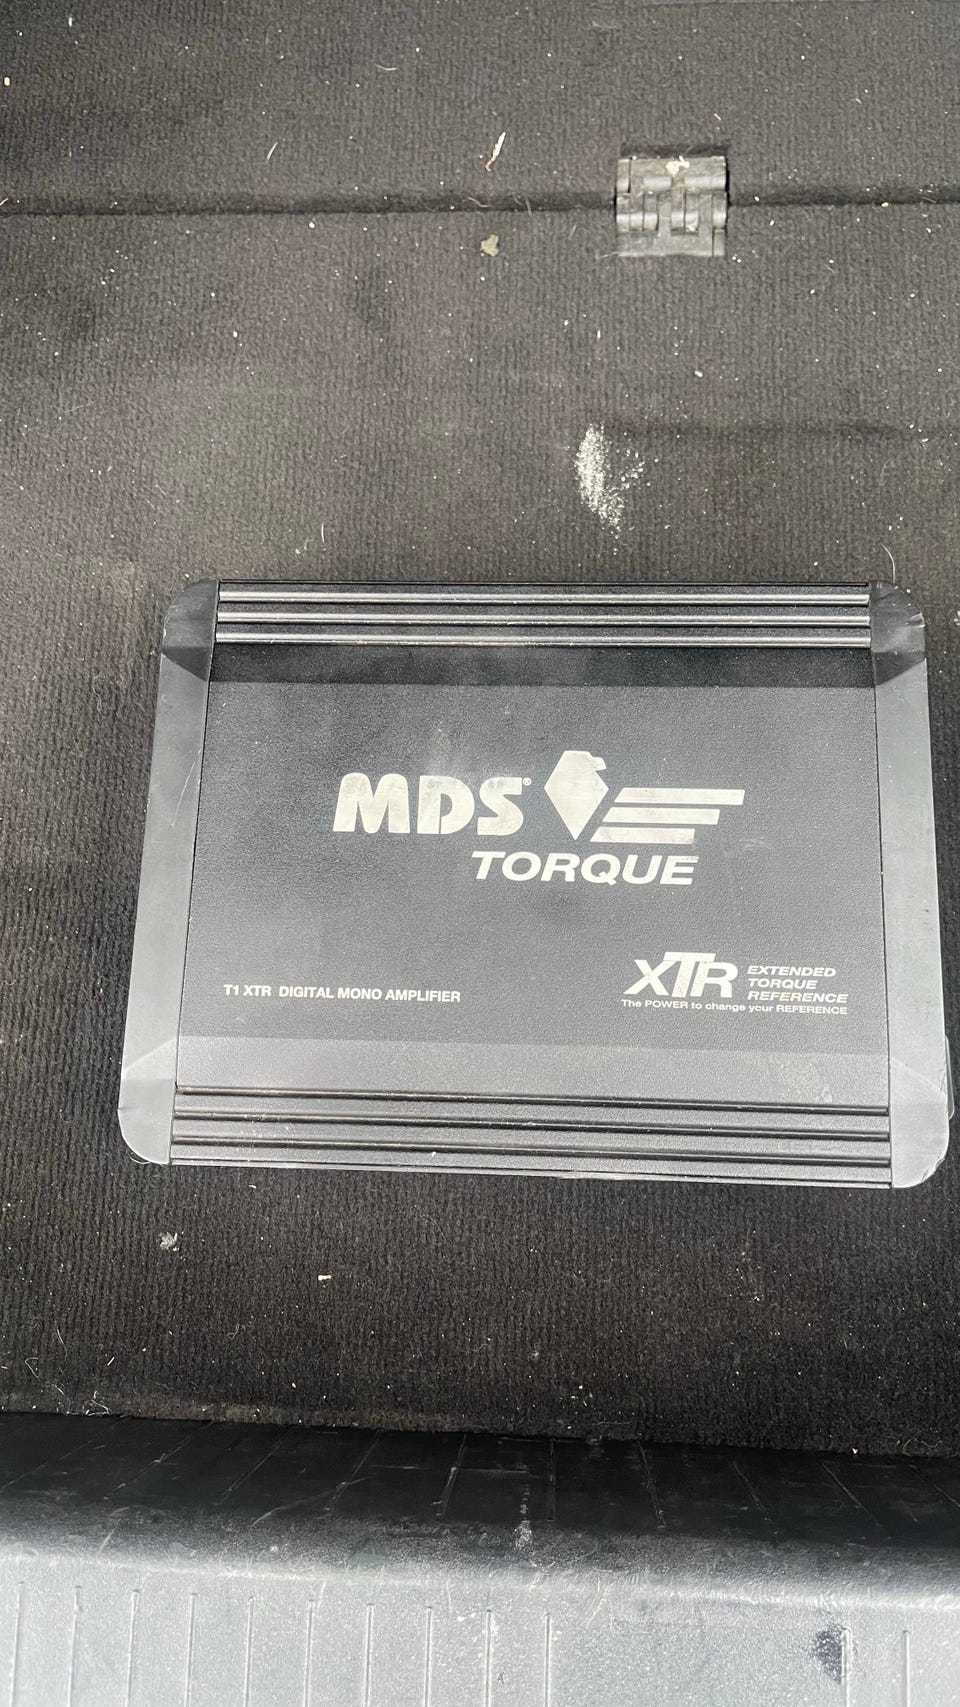 MDS®
TORQUE
T1 XTR DIGITAL MONO AMPLIFIER
XTR EXTENDED
TORQUE
REFERENCE
The POWER to change your REFERENCE